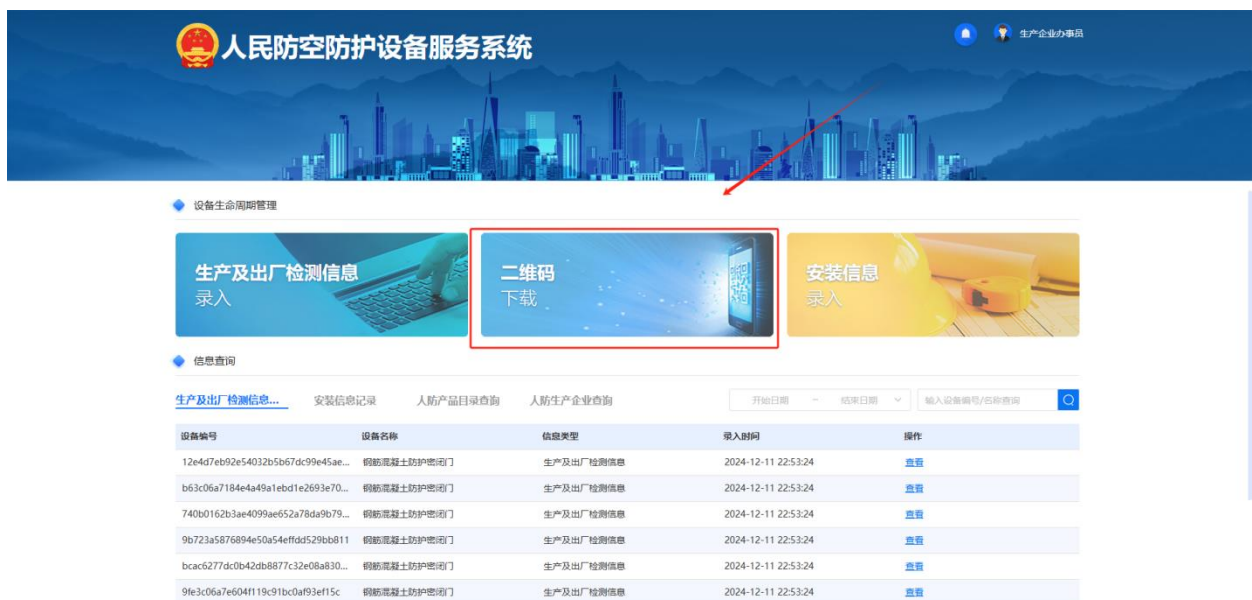 人民防空防护设备服务系统
生产企业办事员
设备生命周期管理
生产及出厂检测信息
录入
二维码
下载
安装信息
录入
信息查询
生产及出厂检测信息... 安装信息记录 人防产品目录查询 人防生产企业查询 开始日期 ~ 结束日期 输入设备编号/名称查询
设备编号 设备名称 信息类型 录入时间 操作
12e4d7eb92e54032b5b67dc99e45ae... 钢筋混凝土防护密闭门 生产及出厂检测信息 2024-12-11 22:53:24 查看
b63c06a7184e4a49a1ebd1e2693e70... 钢筋混凝土防护密闭门 生产及出厂检测信息 2024-12-11 22:53:24 查看
740b0162b3ae4099ae652a78da9b79... 钢筋混凝土防护密闭门 生产及出厂检测信息 2024-12-11 22:53:24 查看
9b723a5876894e50a54effdd529bb811 钢筋混凝土防护密闭门 生产及出厂检测信息 2024-12-11 22:53:24 查看
bcac6277dc0b42db8877c32e08a830... 钢筋混凝土防护密闭门 生产及出厂检测信息 2024-12-11 22:53:24 查看
9fe3c06a7e604f119c91bc0af93ef15c 钢筋混凝土防护密闭门 生产及出厂检测信息 2024-12-11 22:53:24 查看